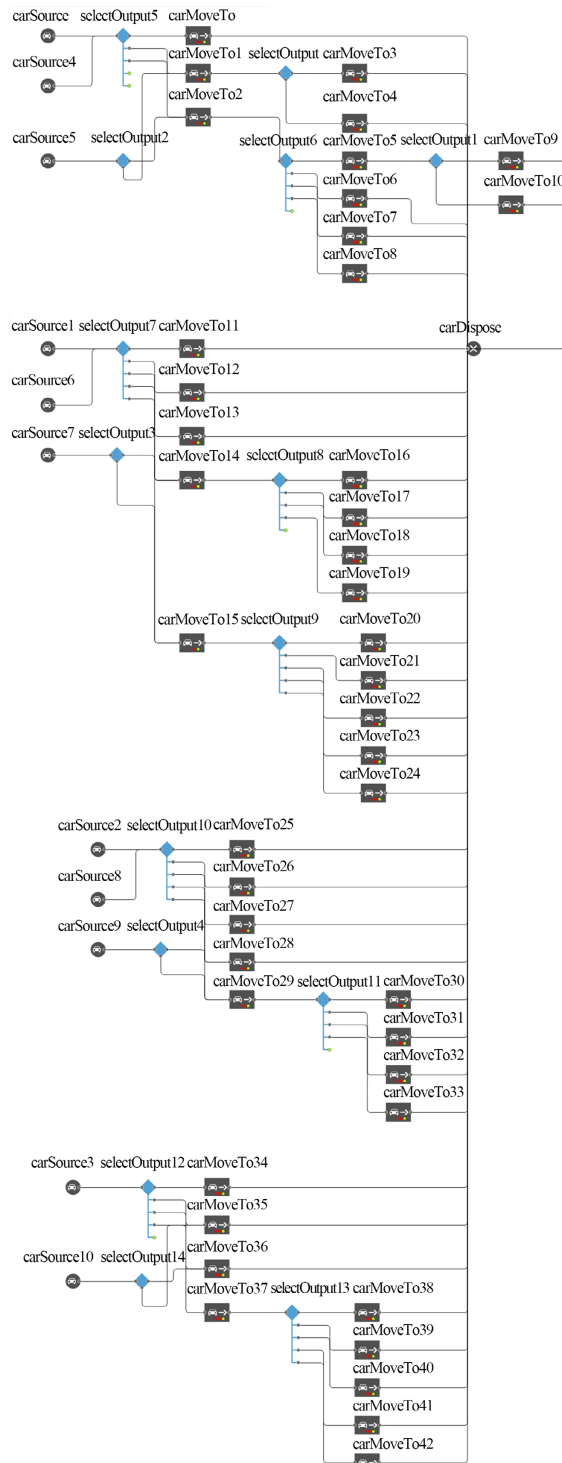 carSource selectOutput5 carMoveTo
carMoveTo1 selectOutput carMoveTo3
carSource4
carMoveTo2 carMoveTo4
carSource5 selectOutput2 selectOutput6 carMoveTo5 selectOutput1 carMoveTo9
carMoveTo6 carMoveTo10
carMoveTo7
carMoveTo8
carSource1 selectOutput7 carMoveTo11 carDispose
carMoveTo12
carSource6
carMoveTo13
carSource7 selectOutput3
carMoveTo14 selectOutput8 carMoveTo16
carMoveTo17
carMoveTo18
carMoveTo19
carMoveTo15 selectOutput9 carMoveTo20
carMoveTo21
carMoveTo22
carMoveTo23
carMoveTo24
carSource2 selectOutput10 carMoveTo25
carMoveTo26
carSource8
carMoveTo27
carSource9 selectOutput4
carMoveTo28
carMoveTo29 selectOutput11 carMoveTo30
carMoveTo31
carMoveTo32
carMoveTo33
carSource3 selectOutput12 carMoveTo34
carMoveTo35
carMoveTo36
carSource10 selectOutput14
carMoveTo37 selectOutput13 carMoveTo38
carMoveTo39
carMoveTo40
carMoveTo41
carMoveTo42